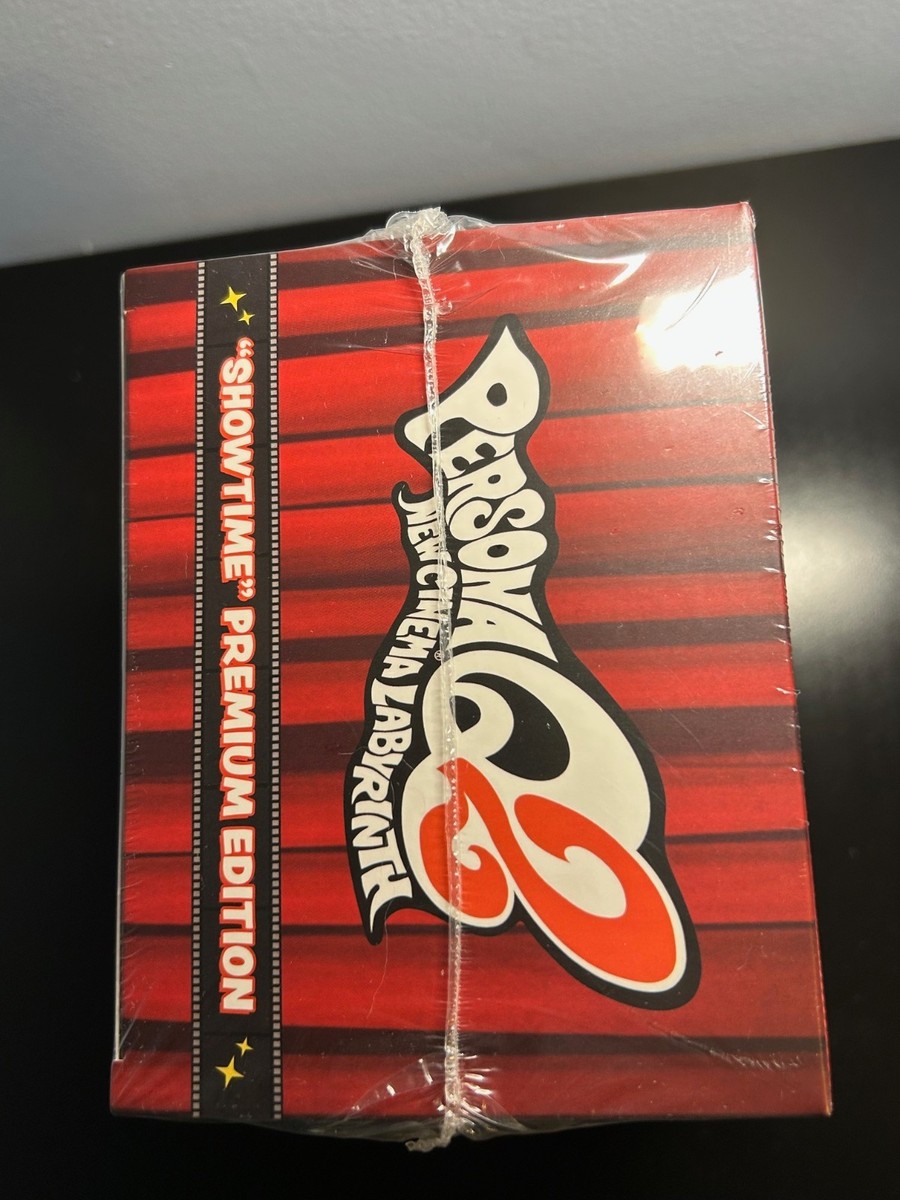 PERSONA Q2®
NEW CINEMA LABYRINTH
“SHOWTIME” PREMIUM EDITION